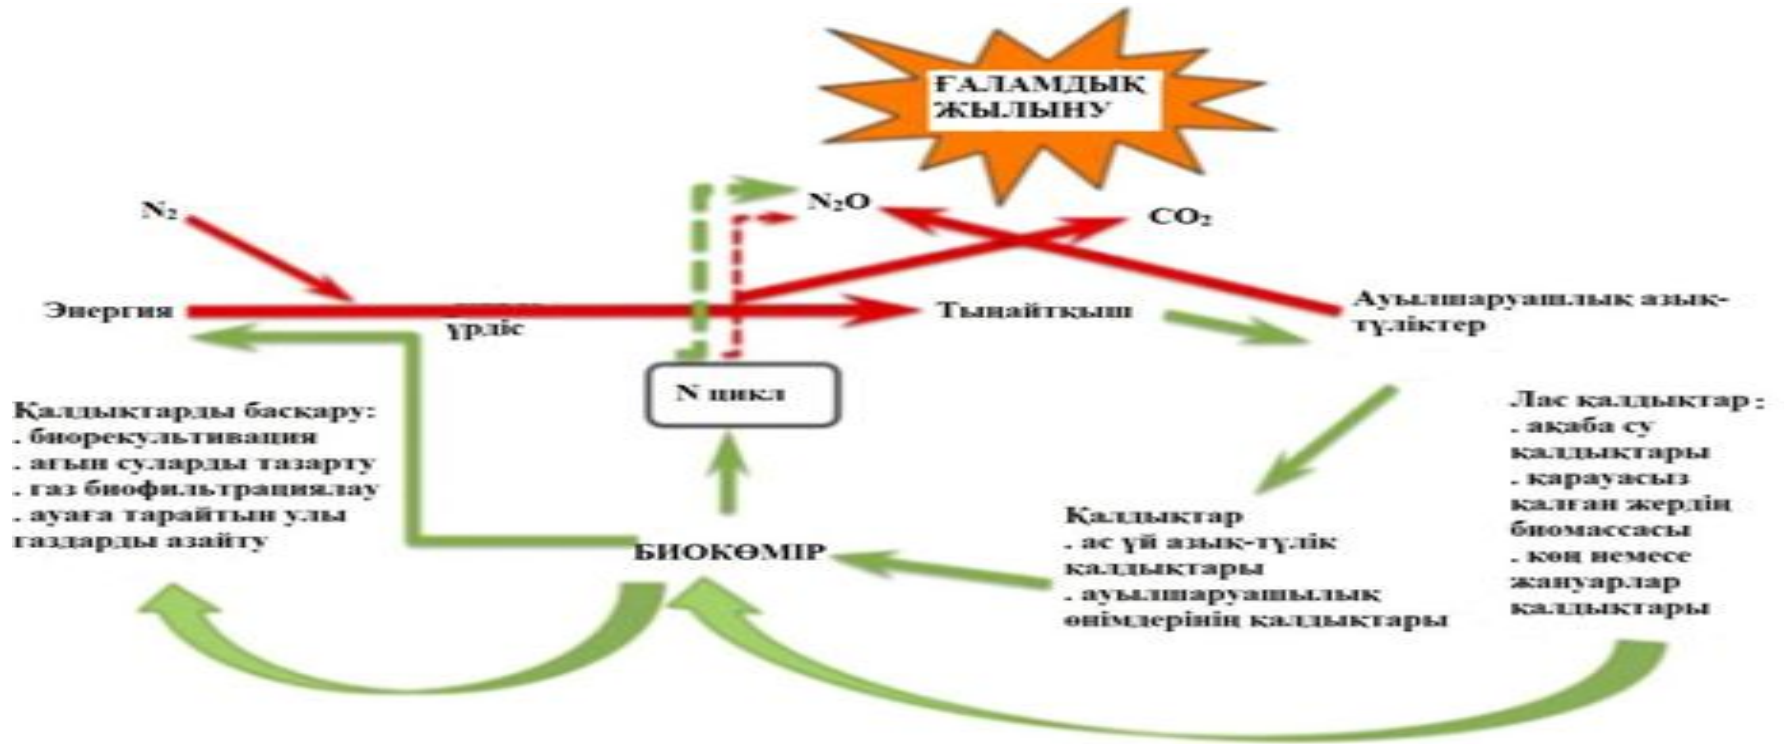 ҒАЛАМДЫҚ
ЖЫЛЫНУ
N₂
N₂O
CO₂
Энергия
үрдіс
Тыңайтқыш
Ауылшаруашлық азық-
түліктер
N цикл
Қалдықтарды басқару:
. биорекультивация
. ағын суларды тазарту
. газ биофильтрациялау
. ауаға тарайтын улы
газдарды азайту
БИОКӨМІР
Қалдықтар
. ас үй азық-түлік
қалдықтары
. ауылшаруашылық
өнімдерінің қалдықтары
Лас қалдықтар :
. ақаба су
қалдықтары
. қарауасыз
қалған жердің
биомассасы
. көң немесе
жануарлар
қалдықтары